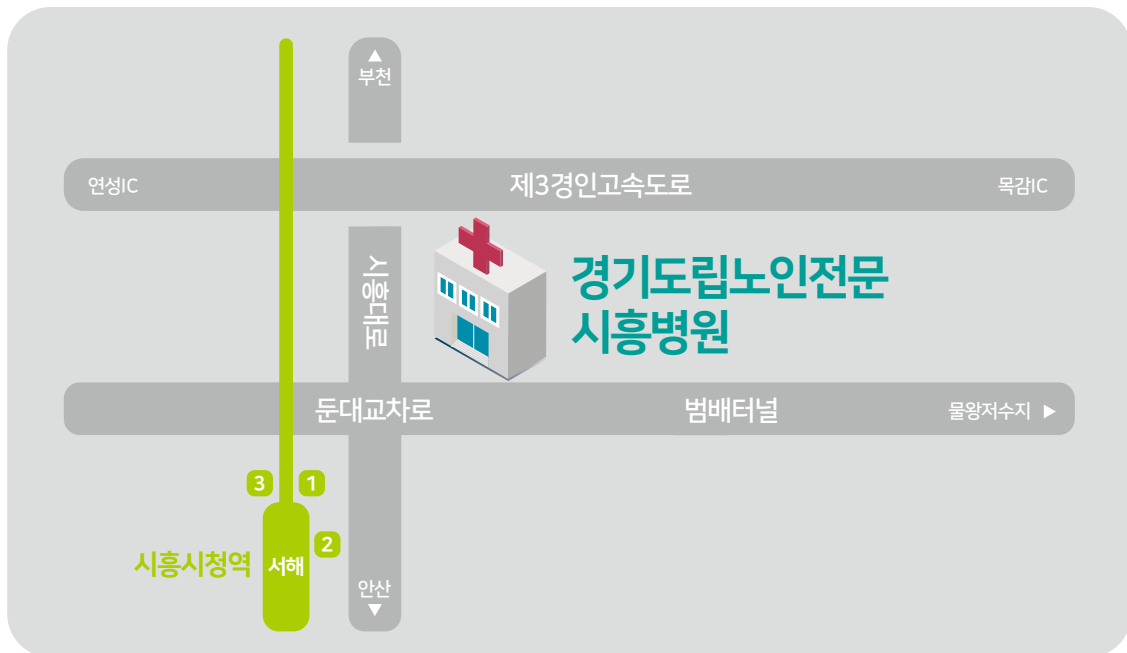 ▲
부천
연성IC
제3경인고속도로
목감IC
시흥대로
경기도립노인전문
시흥병원
둔대교차로
범배터널
물왕저수지 ▶
3
1
2
시흥시청역
서해
안산
▼